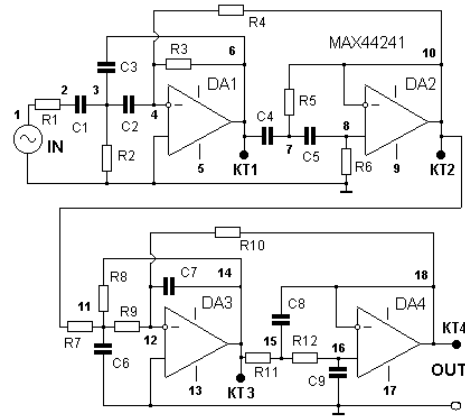 R4
R3
6
MAX44241
10
C3
DA1
DA2
1
2
3
R1
C1
C2
4
R5
C4
8
IN
R2
7
C5
R6
5
KT1
9
KT2
R10
R8
C7
14
18
11
DA3
C8
DA4
R9
12
15
R12
16
KT4
R7
C6
R11
C9
OUT
13
KT3
17